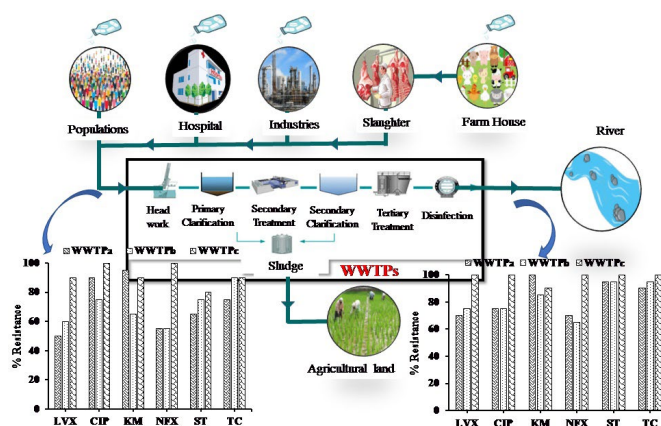 Populations
Hospital
Industries
Slaughter
Farm House
River
Head
work
Primary
Clarification
Secondary
Treatment
Secondary
Clarification
Tertiary
Treatment
Disinfection
Sludge
WWTPs
Agricultural land
WWTPa WWTPb WWTPc
% Resistance
100
80
60
40
20
0
LVX CIP KM NFX ST TC
WWTPa WWTPb WWTPc
% Resistance
100
80
60
40
20
0
LVX CIP KM NFX ST TC